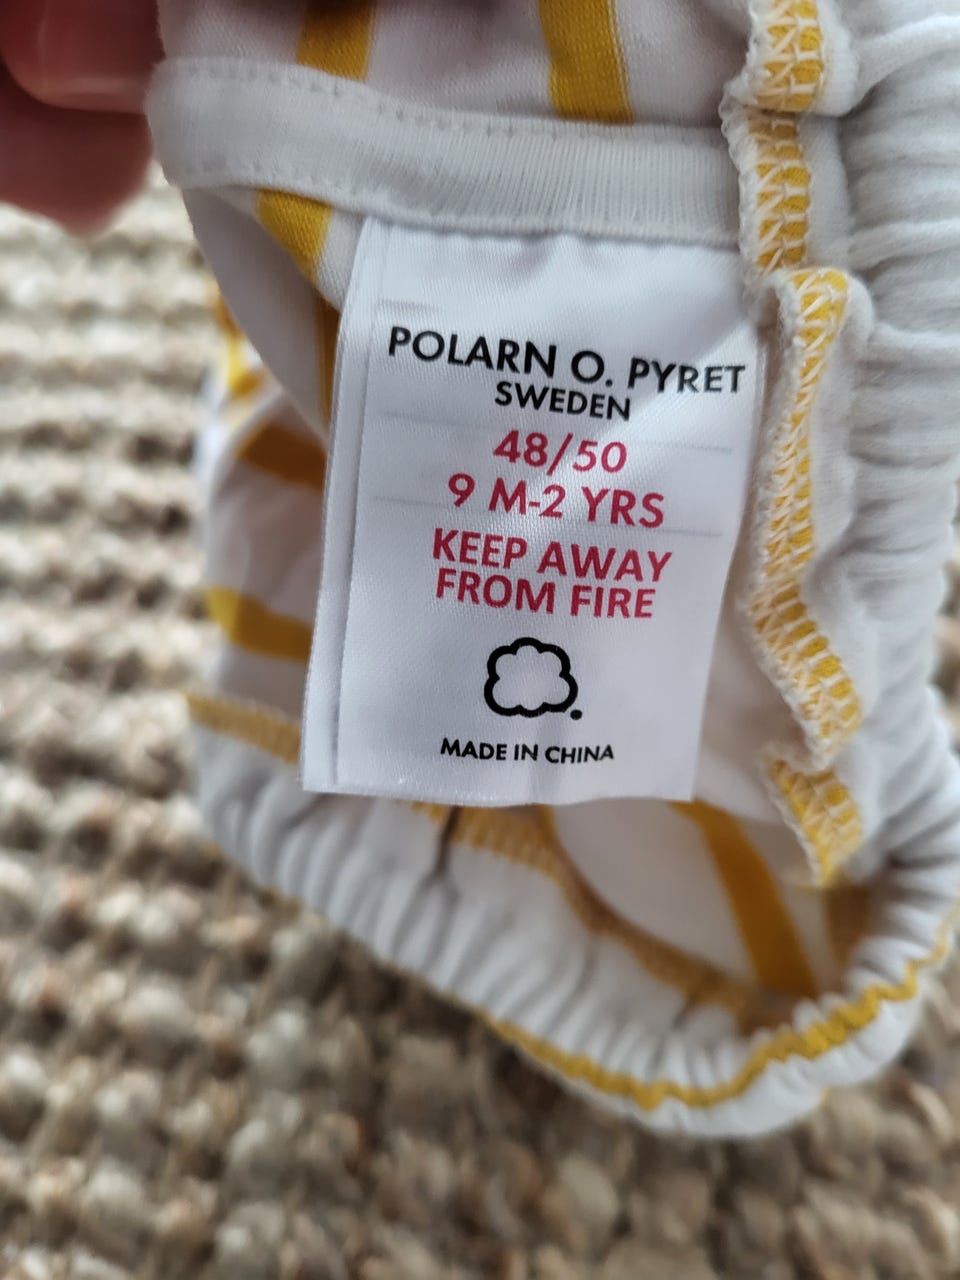 POLARN O. PYRET
SWEDEN
48/50
9 M-2 YRS
KEEP AWAY
FROM FIRE
MADE IN CHINA